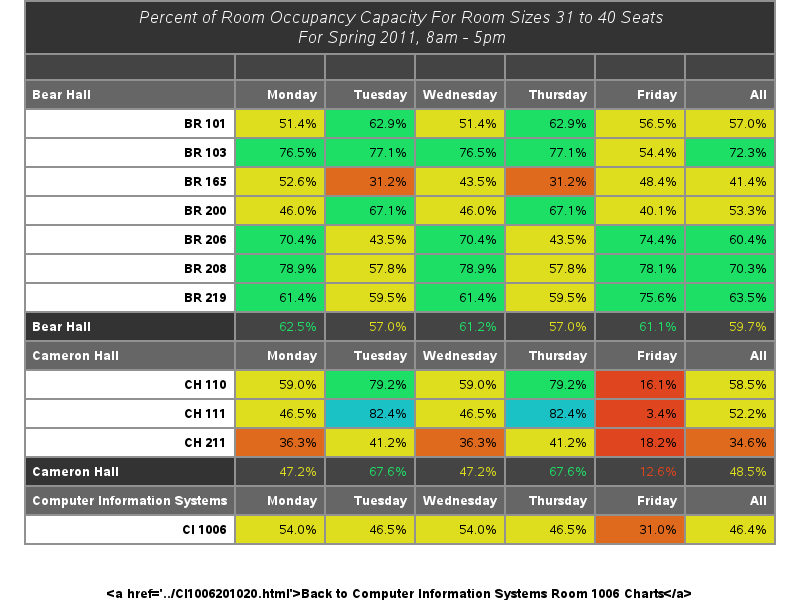 Percent of Room Occupancy Capacity For Room Sizes 31 to 40 Seats
For Spring 2011, 8am - 5pm
Bear Hall Monday Tuesday Wednesday Thursday Friday All
BR 101 51.4% 62.9% 51.4% 62.9% 56.5% 57.0%
BR 103 76.5% 77.1% 76.5% 77.1% 54.4% 72.3%
BR 165 52.6% 31.2% 43.5% 31.2% 48.4% 41.4%
BR 200 46.0% 67.1% 46.0% 67.1% 40.1% 53.3%
BR 206 70.4% 43.5% 70.4% 43.5% 74.4% 60.4%
BR 208 78.9% 57.8% 78.9% 57.8% 78.1% 70.3%
BR 219 61.4% 59.5% 61.4% 59.5% 75.6% 63.5%
Bear Hall 62.5% 57.0% 61.2% 57.0% 61.1% 59.7%
Cameron Hall Monday Tuesday Wednesday Thursday Friday All
CH 110 59.0% 79.2% 59.0% 79.2% 16.1% 58.5%
CH 111 46.5% 82.4% 46.5% 82.4% 3.4% 52.2%
CH 211 36.3% 41.2% 36.3% 41.2% 18.2% 34.6%
Cameron Hall 47.2% 67.6% 47.2% 67.6% 12.6% 48.5%
Computer Information Systems Monday Tuesday Wednesday Thursday Friday All
CI 1006 54.0% 46.5% 54.0% 46.5% 31.0% 46.4%
&lt;a href='../CI1006201020.html'&gt;Back to Computer Information Systems Room 1006 Charts&lt;/a&gt;